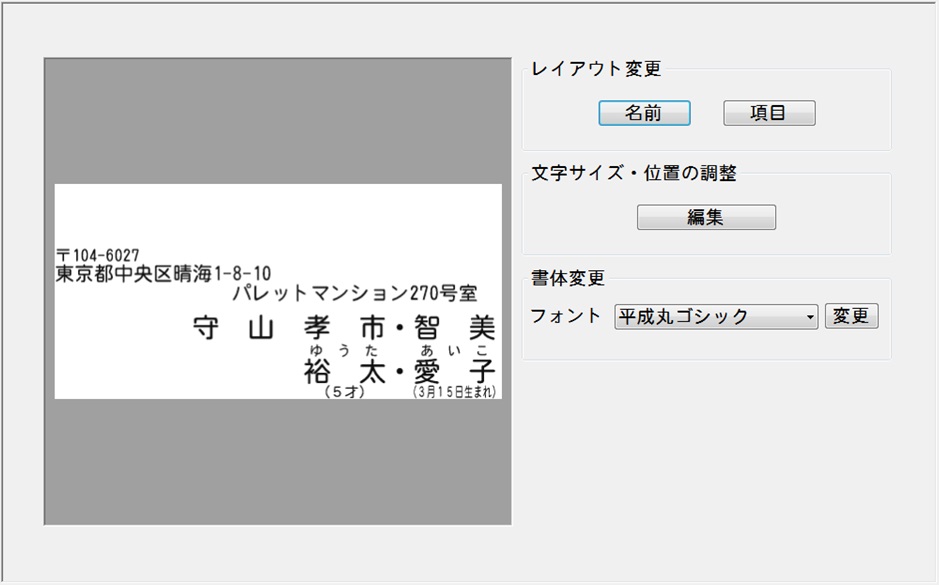 〒104-6027
東京都中央区晴海1-8-10
パレットマンション270号室
守 山 孝 市・智 美
ゆ う た あ い こ
裕 太・愛 子
(5才) (3月15日生まれ)
レイアウト変更
名前 項目
文字サイズ・位置の調整
編集
書体変更
フォント 平成丸ゴシック 変更